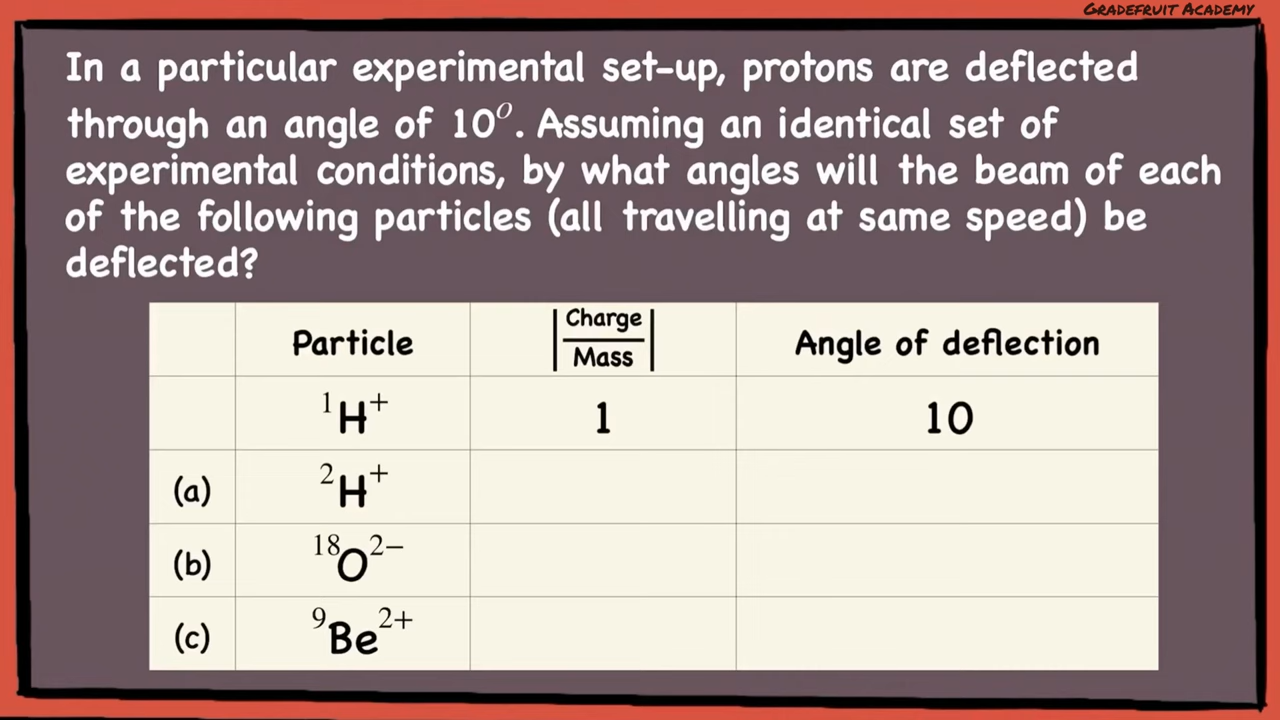 Gradefruit Academy
In a particular experimental set-up, protons are deflected
through an angle of 10⁰. Assuming an identical set of
experimental conditions, by what angles will the beam of each
of the following particles (all travelling at same speed) be
deflected?
Particle |Charge/Mass| Angle of deflection
¹H⁺ 1 10
(a) ²H⁺
(b) ¹⁸O²⁻
(c) ⁹Be²⁺